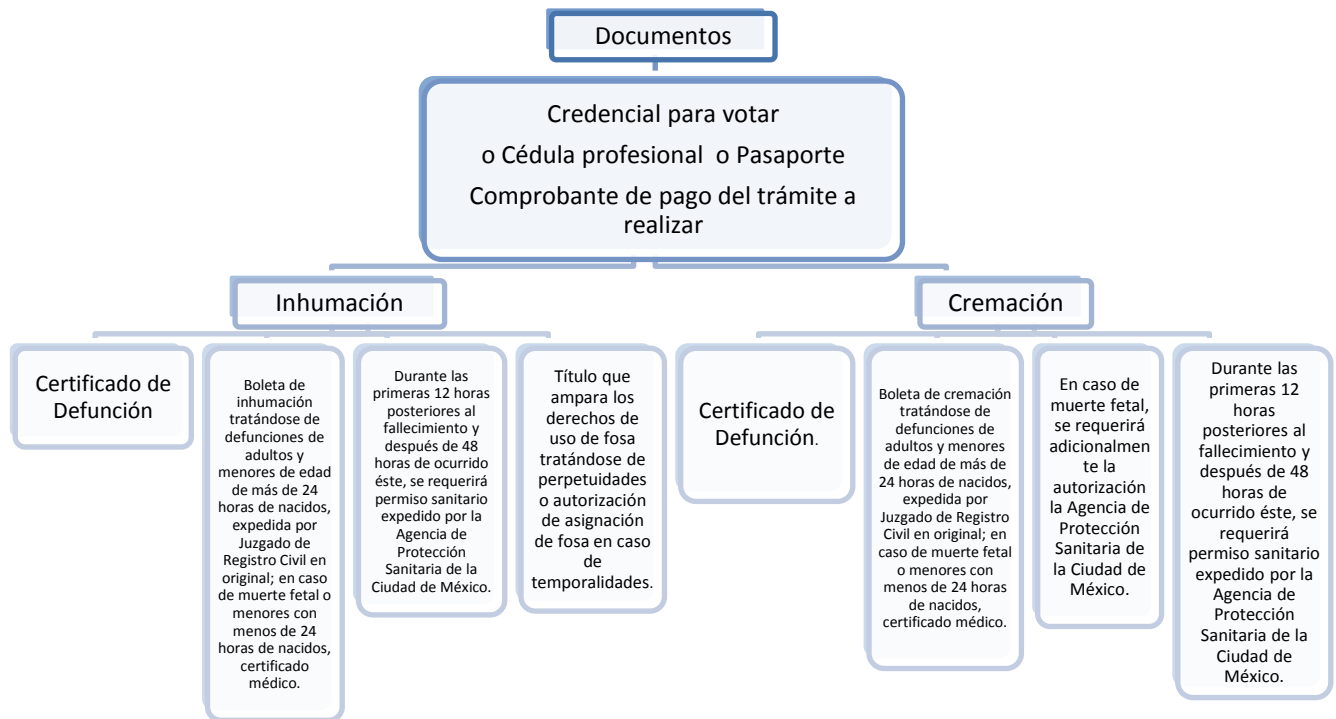 Documentos
Credencial para votar
o Cédula profesional o Pasaporte
Comprobante de pago del trámite a
realizar
Inhumación
Cremación
Certificado de
Defunción
Boleta de
inhumación
tratándose de
defunciones de
adultos y
menores de edad
de más de 24
horas de nacidos,
expedida por
Juzgado de
Registro Civil en
original; en caso
de muerte fetal o
menores con
menos de 24
horas de nacidos,
certificado
médico.
Durante las
primeras 12 horas
posteriores al
fallecimiento y
después de 48
horas de ocurrido
éste, se requerirá
permiso sanitario
expedido por la
Agencia de
Protección
Sanitaria de la
Ciudad de México.
Título que
ampara los
derechos de
uso de fosa
tratándose de
perpetuidades
o autorización
de asignación
de fosa en caso
de
temporalidades.
Certificado de
Defunción.
Boleta de cremación
tratándose de
defunciones de
adultos y menores
de edad de más de
24 horas de nacidos,
expedida por
Juzgado de Registro
Civil en original; en
caso de muerte fetal
o menores con
menos de 24 horas
de nacidos,
certificado médico.
En caso de
muerte fetal,
se requerirá
adicionalmen
te la
autorización
la Agencia de
Protección
Sanitaria de
la Ciudad de
México.
Durante las
primeras 12
horas
posteriores al
fallecimiento y
después de 48
horas de
ocurrido éste, se
requerirá
permiso sanitario
expedido por la
Agencia de
Protección
Sanitaria de la
Ciudad de
México.